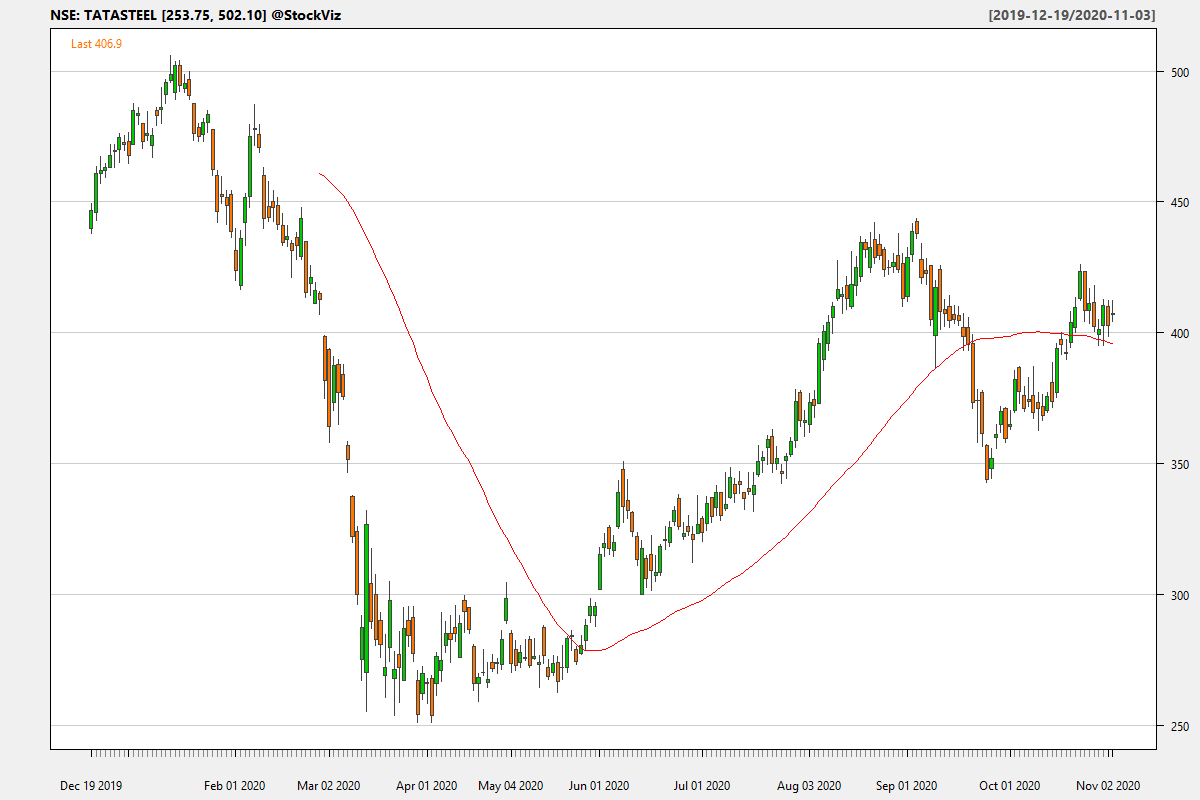 NSE: TATASTEEL [253.75, 502.10] @StockViz [2019-12-19/2020-11-03]
Last 406.9
500
450
400
350
300
250
Dec 19 2019 Feb 01 2020 Mar 02 2020 Apr 01 2020 May 04 2020 Jun 01 2020 Jul 01 2020 Aug 03 2020 Sep 01 2020 Oct 01 2020 Nov 02 2020